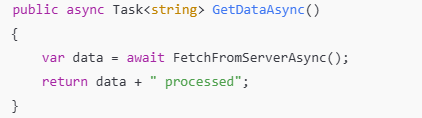 public async Task<string> GetDataAsync()
{
    var data = await FetchFromServerAsync();
    return data + " processed";
}